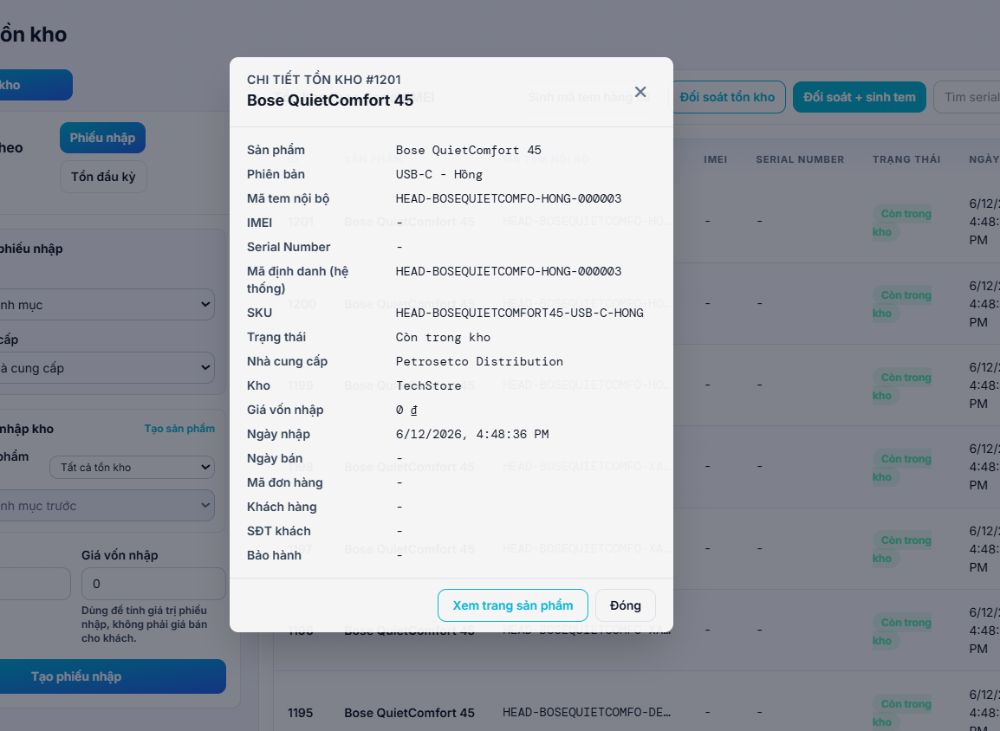 ồn kho
kho
heo
Phiếu nhập
Tồn đầu kỳ
phiếu nhập
nh mục
cấp
à cung cấp
nhập kho
Tạo sản phẩm
phẩm
Tất cả tồn kho
nh mục trước
Giá vốn nhập
0
Dùng để tính giá trị phiếu
nhập, không phải giá bán
cho khách.
Tạo phiếu nhập
CHI TIẾT TỒN KHO #1201
Bose QuietComfort 45
Sinh mã tem hàng cũ
Sản phẩm Bose QuietComfort 45
Phiên bản USB-C - Hồng
Mã tem nội bộ HEAD-BOSEQUIETCOMFO-HONG-000003
IMEI -
Serial Number -
Mã định danh (hệ
thống) HEAD-BOSEQUIETCOMFO-HONG-000003
SKU HEAD-BOSEQUIETCOMFORT45-USB-C-HONG
Trạng thái Còn trong kho
Nhà cung cấp Petrosetco Distribution
Kho TechStore
Giá vốn nhập 0 ₫
Ngày nhập 6/12/2026, 4:48:36 PM
Ngày bán -
Mã đơn hàng -
Khách hàng -
SĐT khách -
Bảo hành -
Xem trang sản phẩm
Đóng
Đối soát tồn kho
Đối soát + sinh tem
Tìm serial
IMEI SERIAL NUMBER TRẠNG THÁI NGÀY
1201 Bose QuietComfort 45 HEAD-BOSEQUIETCOMFO-HO… - - Còn trong
kho
6/12/2
4:48:
PM
1200 Bose QuietComfort 45 HEAD-BOSEQUIETCOMFO-HO… - - Còn trong
kho
6/12/2
4:48:
PM
1199 Bose QuietComfort 45 HEAD-BOSEQUIETCOMFO-HO… - - Còn trong
kho
6/12/2
4:48:
PM
1198 Bose QuietComfort 45 HEAD-BOSEQUIETCOMFO-XA… - - Còn trong
kho
6/12/2
4:48:
PM
1197 Bose QuietComfort 45 HEAD-BOSEQUIETCOMFO-XA… - - Còn trong
kho
6/12/2
4:48:
PM
1196 Bose QuietComfort 45 HEAD-BOSEQUIETCOMFO-XA… - - Còn trong
kho
6/12/2
4:48:
PM
1195 Bose QuietComfort 45 HEAD-BOSEQUIETCOMFO-DE… - - Còn trong
kho
6/12/2
4:48:
PM